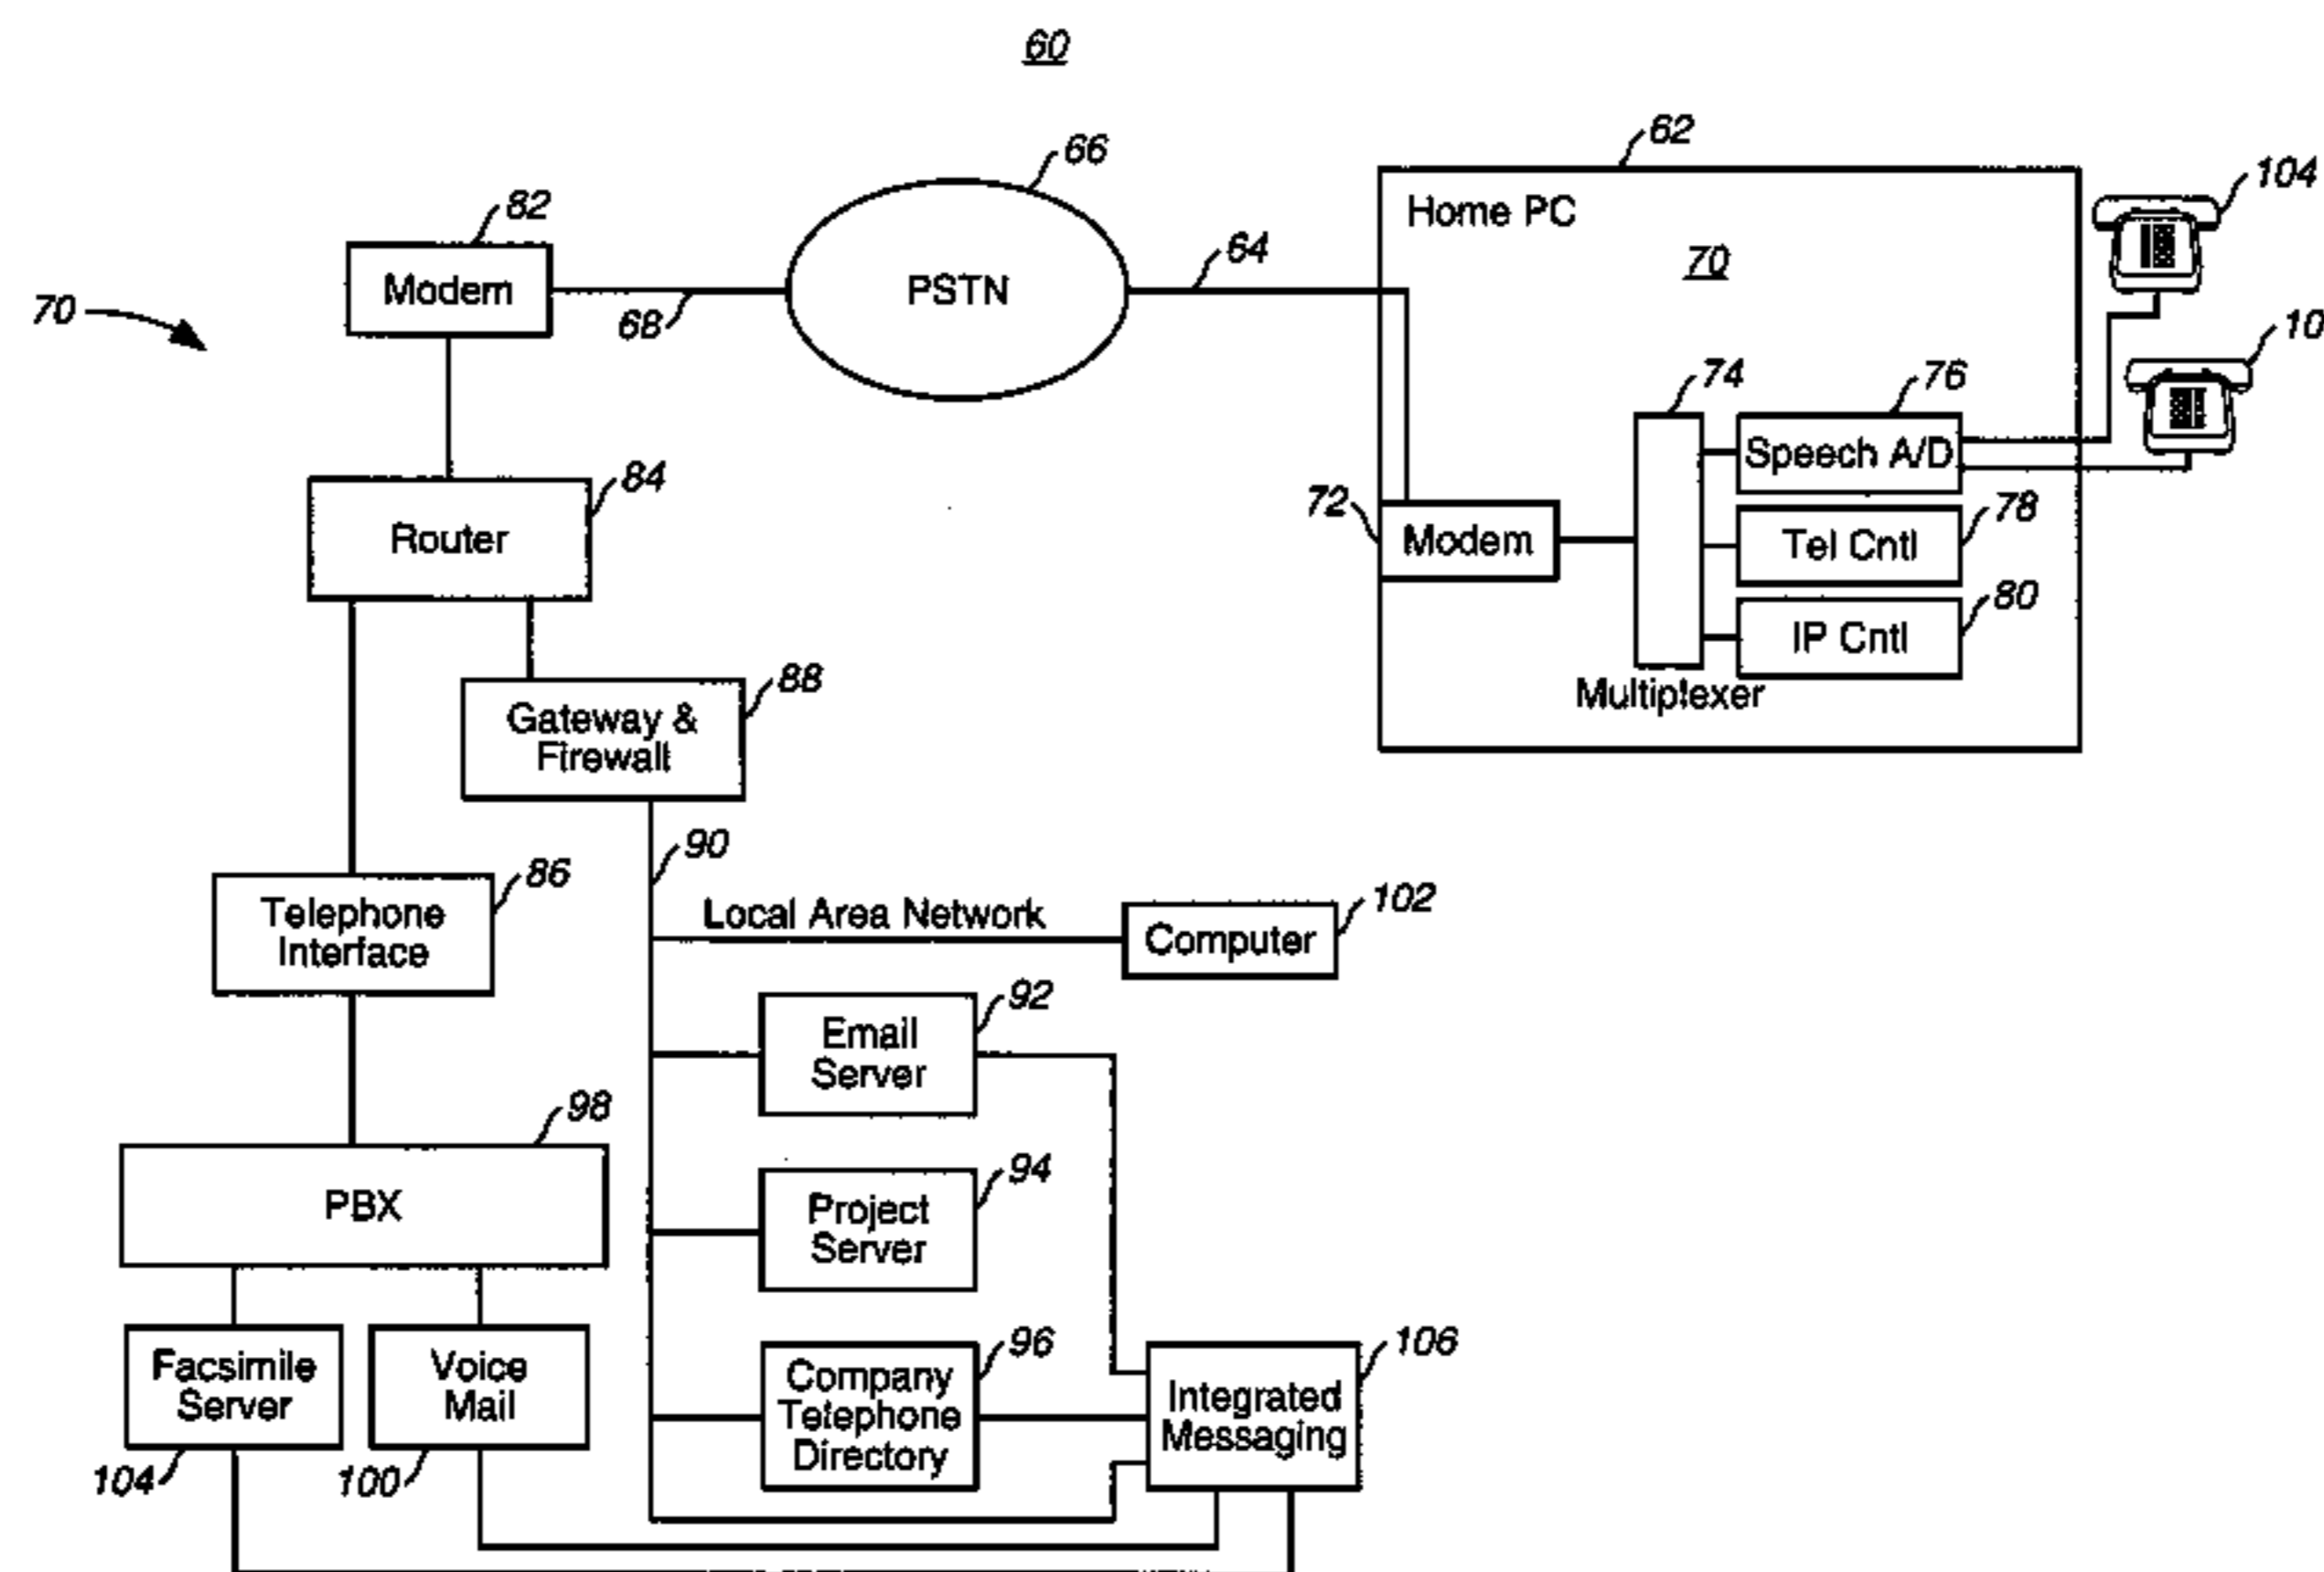 60
62
66
104
82
Home PC
64
70
Modem
PSTN
70
68
10
74
76
Speech A/D
84
72
78
Router
Modem
Tel Cntl
80
IP Cntl
88
Multiplexer
Gateway &
Firewall
90
86
102
Telephone
Interface
Local Area Network
Computer
92
Email
Server
98
94
PBX
Project
Server
96
106
Facsimile
Server
Voice
Mail
Company
Telephone
Directory
Integrated
Messaging
104
100